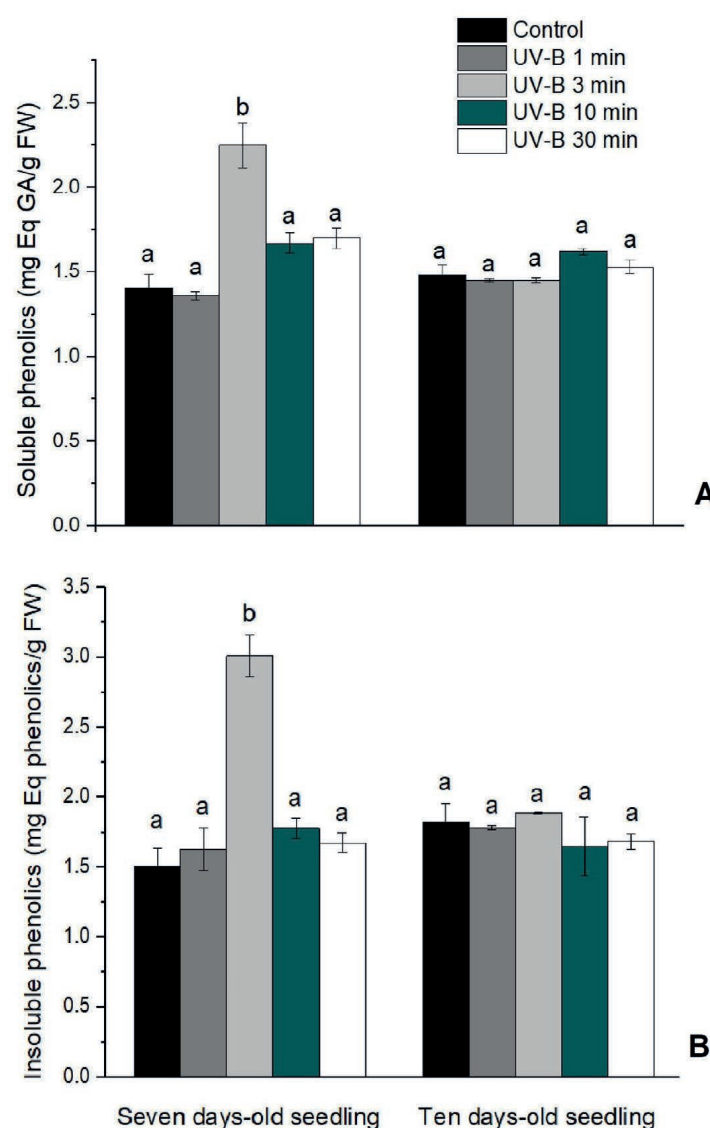 Control
UV-B 1 min
UV-B 3 min
UV-B 10 min
UV-B 30 min
Soluble phenolics (mg Eq GA/g FW)
2.5
2.0
1.5
1.0
0.5
0.0
a a b a a
a a a a a
A
Insoluble phenolics (mg Eq phenolics/g FW)
3.5
3.0
2.5
2.0
1.5
1.0
0.5
0.0
a a b a a
a a a a a
B
Seven days-old seedling Ten days-old seedling